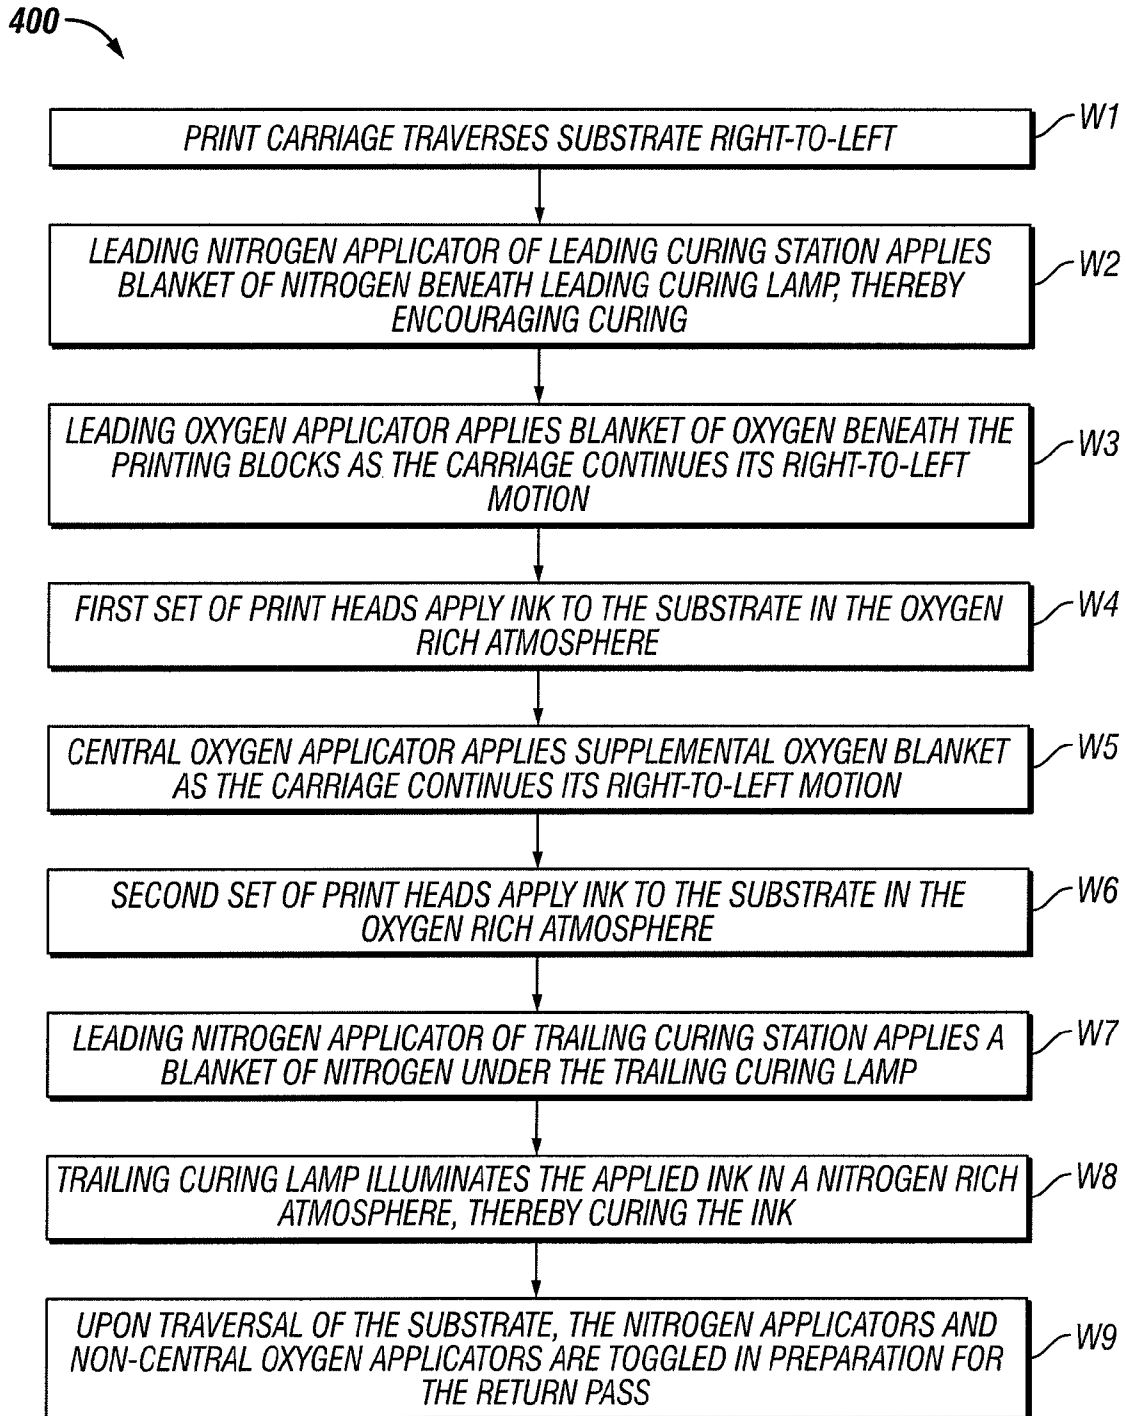 400
PRINT CARRIAGE TRAVERSES SUBSTRATE RIGHT-TO-LEFT
W1
LEADING NITROGEN APPLICATOR OF LEADING CURING STATION APPLIES
BLANKET OF NITROGEN BENEATH LEADING CURING LAMP, THEREBY
ENCOURAGING CURING
W2
LEADING OXYGEN APPLICATOR APPLIES BLANKET OF OXYGEN BENEATH THE
PRINTING BLOCKS AS THE CARRIAGE CONTINUES ITS RIGHT-TO-LEFT
MOTION
W3
FIRST SET OF PRINT HEADS APPLY INK TO THE SUBSTRATE IN THE OXYGEN
RICH ATMOSPHERE
W4
CENTRAL OXYGEN APPLICATOR APPLIES SUPPLEMENTAL OXYGEN BLANKET
AS THE CARRIAGE CONTINUES ITS RIGHT-TO-LEFT MOTION
W5
SECOND SET OF PRINT HEADS APPLY INK TO THE SUBSTRATE IN THE
OXYGEN RICH ATMOSPHERE
W6
LEADING NITROGEN APPLICATOR OF TRAILING CURING STATION APPLIES A
BLANKET OF NITROGEN UNDER THE TRAILING CURING LAMP
W7
TRAILING CURING LAMP ILLUMINATES THE APPLIED INK IN A NITROGEN RICH
ATMOSPHERE, THEREBY CURING THE INK
W8
UPON TRAVERSAL OF THE SUBSTRATE, THE NITROGEN APPLICATORS AND
NON-CENTRAL OXYGEN APPLICATORS ARE TOGGLED IN PREPARATION FOR
THE RETURN PASS
W9